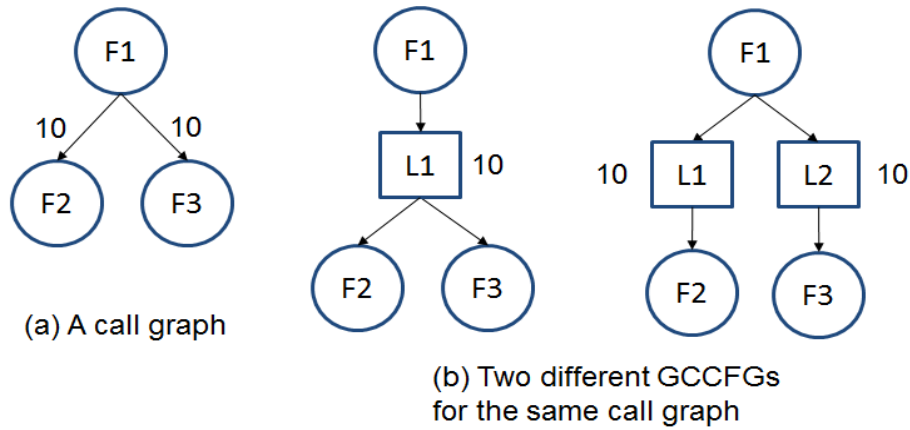 F1
10 10
F2 F3
(a) A call graph
F1
L1 10
F2 F3
F1
10 L1 L2 10
F2 F3
(b) Two different GCCFGs
for the same call graph